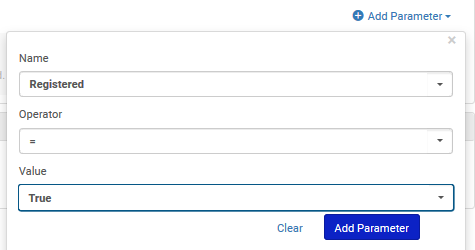 Add Parameter
×
Name
Registered
Operator
=
Value
True
Clear Add Parameter